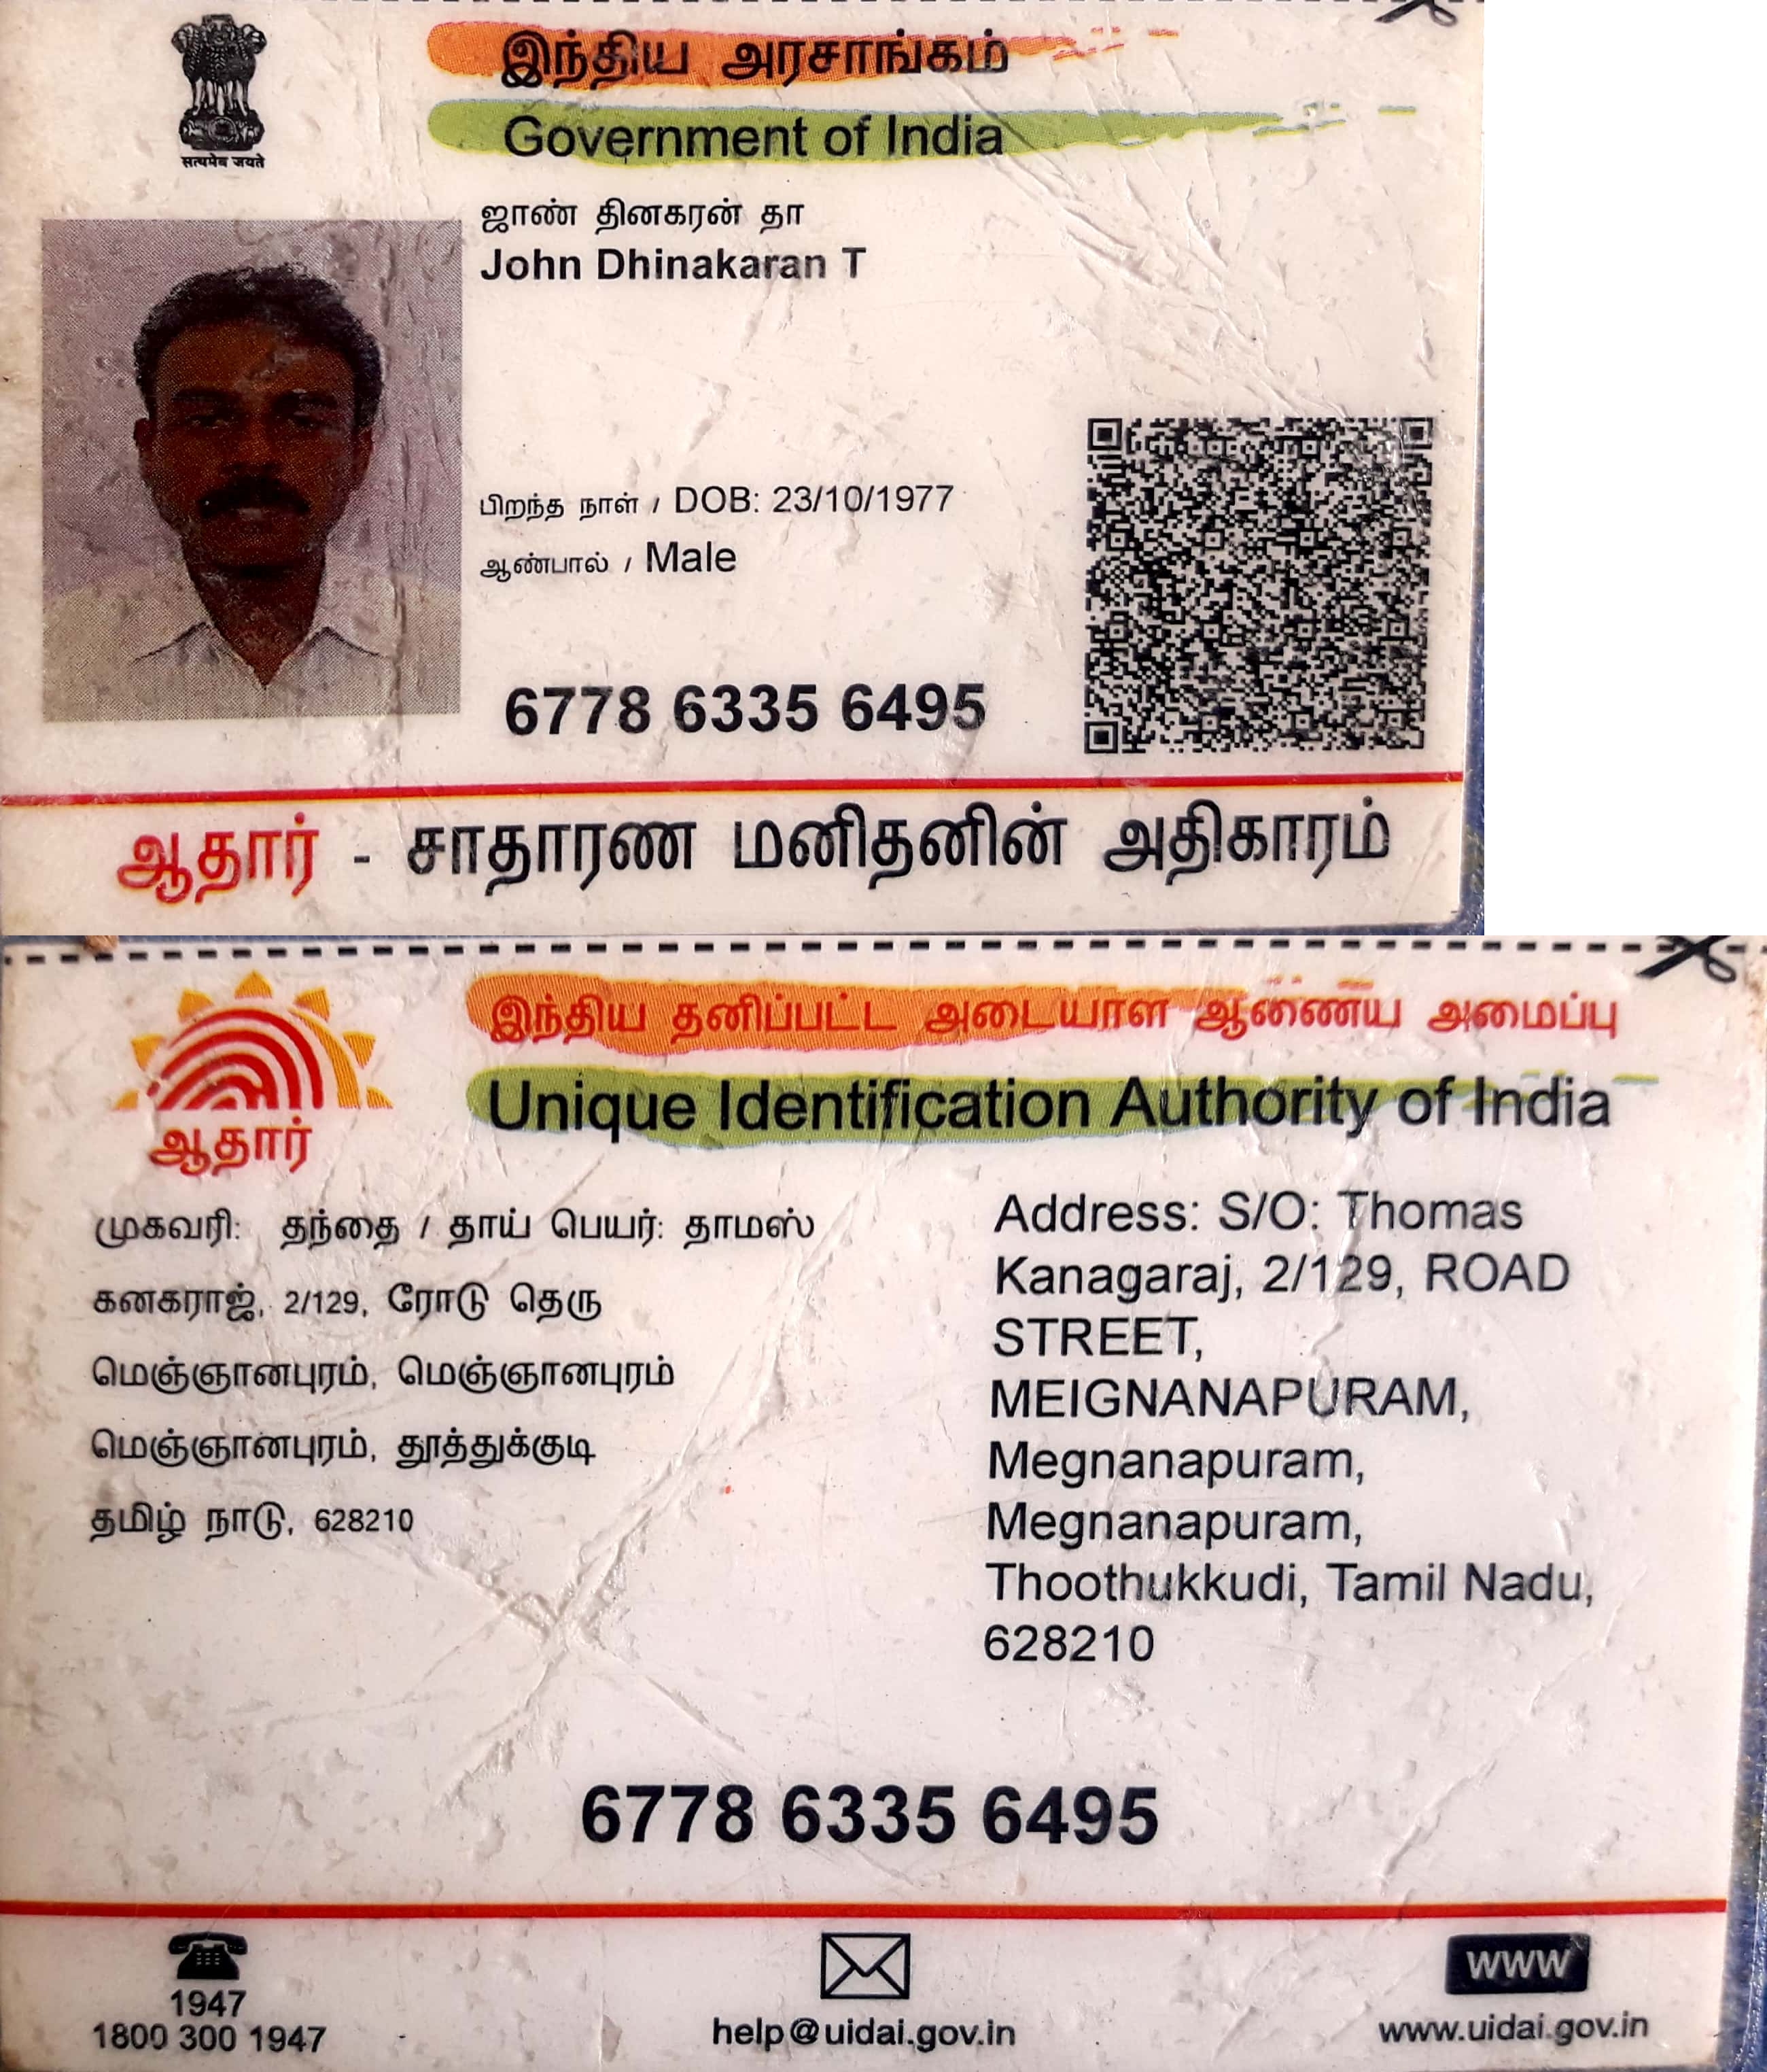 सत्यमेव जयते
இந்திய அரசாங்கம்
Government of India
ஜாண் தினகரன் தா
John Dhinakaran T
பிறந்த நாள் / DOB: 23/10/1977
ஆண்பால் / Male
6778 6335 6495
ஆதார் - சாதாரண மனிதனின் அதிகாரம்
ஆதார்
இந்திய தனிப்பட்ட அடையாள ஆணைய அமைப்பு
Unique Identification Authority of India
முகவரி: தந்தை / தாய் பெயர்: தாமஸ்
கனகராஜ், 2/129, ரோடு தெரு
மெஞ்ஞானபுரம், மெஞ்ஞானபுரம்
மெஞ்ஞானபுரம், தூத்துக்குடி
தமிழ் நாடு, 628210
Address: S/O: Thomas
Kanagaraj, 2/129, ROAD
STREET,
MEIGNANAPURAM,
Megnanapuram,
Megnanapuram,
Thoothukkudi, Tamil Nadu,
628210
6778 6335 6495
1947
1800 300 1947
help@uidai.gov.in
www
www.uidai.gov.in